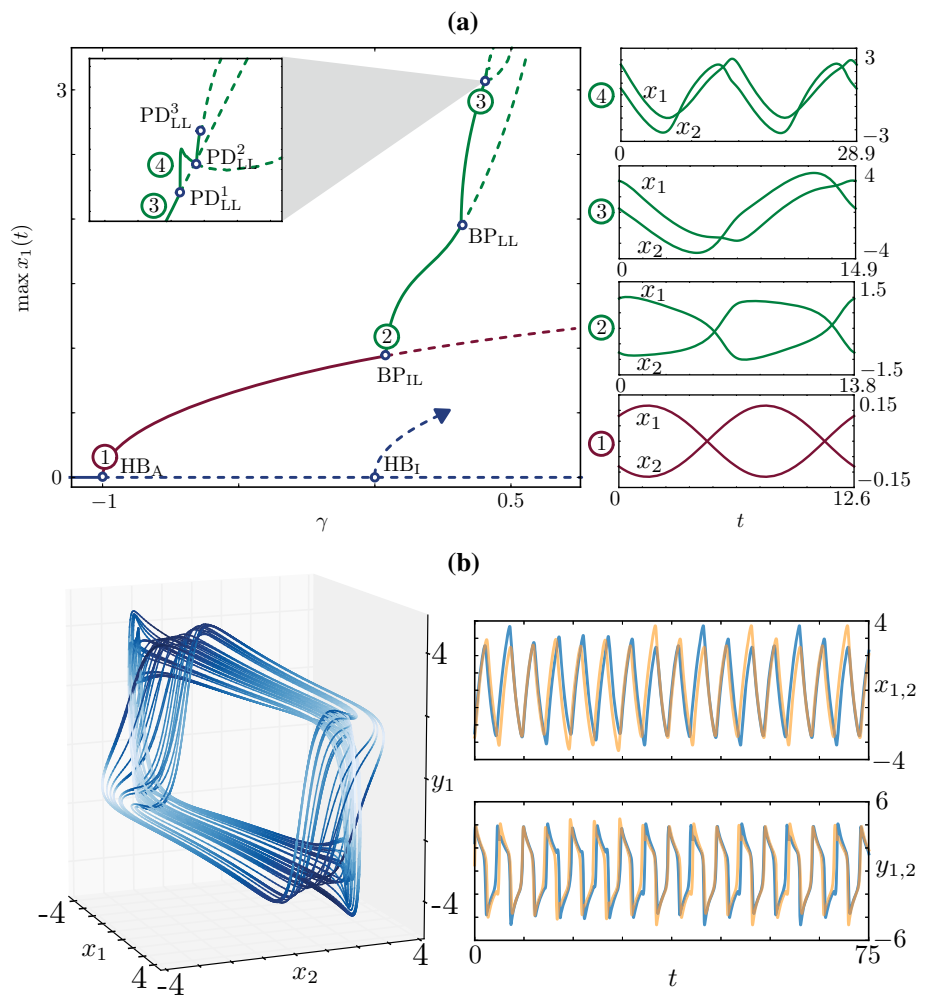 (a)
3
max x₁(t)
0
−1
0.5
γ
PD³LL
4
PD²LL
3
PD¹LL
3
BPLL
2
BPIL
1
HBA
HBI
4
x₁
x₂
3
−3
0
28.9
3
x₁
x₂
4
−4
0
14.9
2
x₁
x₂
1.5
−1.5
0
13.8
1
x₁
x₂
0.15
−0.15
0
12.6
t
(b)
4
y₁
-4
-4
x₁
4
-4
x₂
4
4
x₁,₂
−4
6
y₁,₂
−6
0
75
t